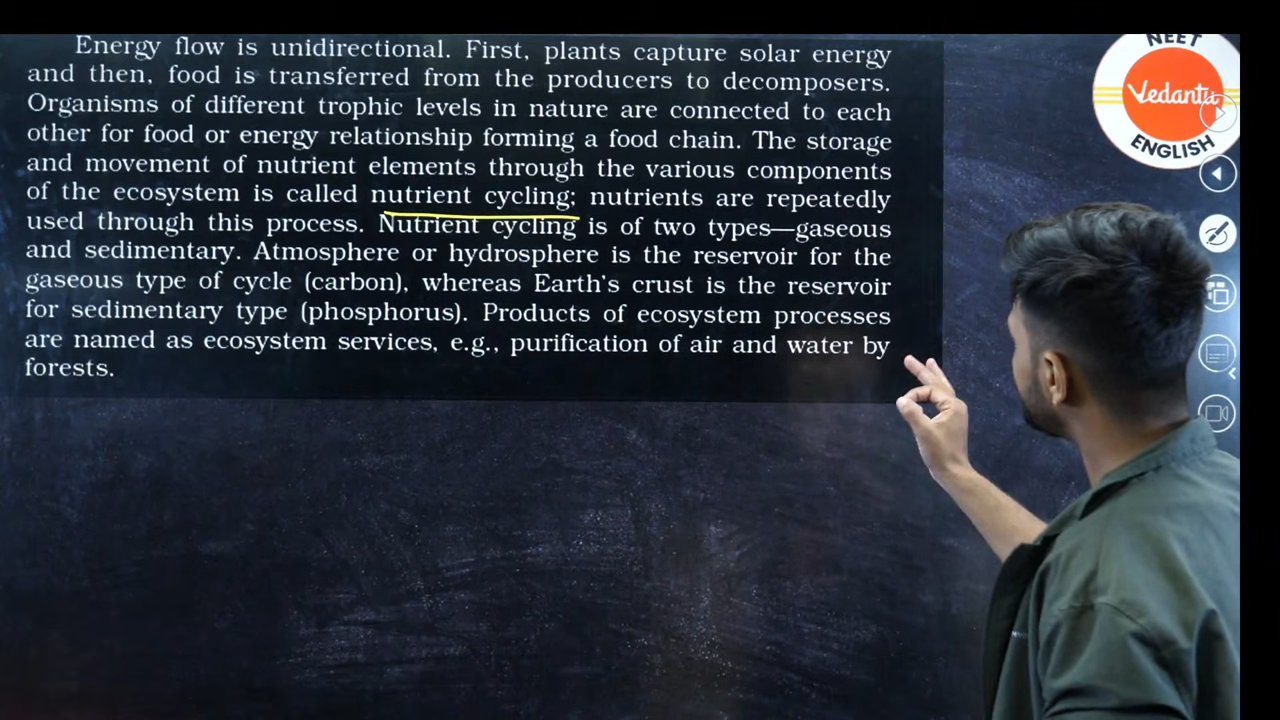 Energy flow is unidirectional. First, plants capture solar energy
and then, food is transferred from the producers to decomposers.
Organisms of different trophic levels in nature are connected to each
other for food or energy relationship forming a food chain. The storage
and movement of nutrient elements through the various components
of the ecosystem is called nutrient cycling; nutrients are repeatedly
used through this process. Nutrient cycling is of two types—gaseous
and sedimentary. Atmosphere or hydrosphere is the reservoir for the
gaseous type of cycle (carbon), whereas Earth's crust is the reservoir
for sedimentary type (phosphorus). Products of ecosystem processes
are named as ecosystem services, e.g., purification of air and water by
forests.
NEET
Vedantu
ENGLISH